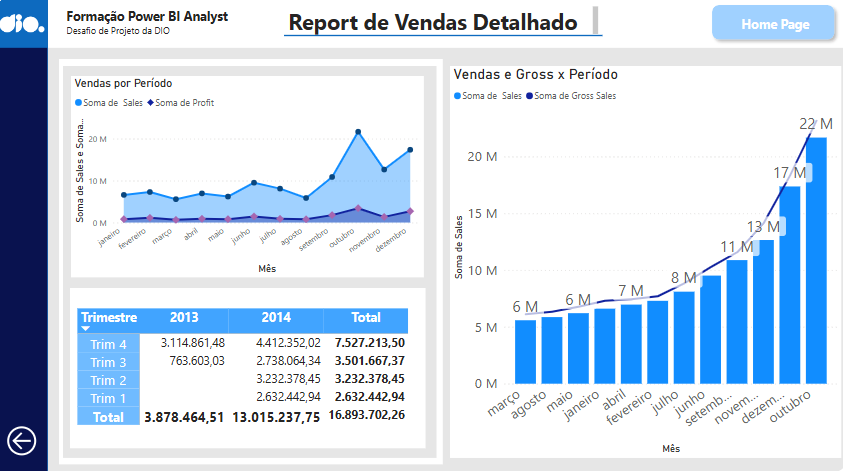 dio.
Formação Power BI Analyst
Desafio de Projeto da DIO
Report de Vendas Detalhado
Home Page
Vendas por Período
Soma de Sales Soma de Profit
Soma de Sales e Soma...
20 M
10 M
0 M
janeiro fevereiro março abril maio junho julho agosto setembro outubro novembro dezembro
Mês
Trimestre 2013 2014 Total
Trim 4 3.114.861,48 4.412.352,02 7.527.213,50
Trim 3 763.603,03 2.738.064,34 3.501.667,37
Trim 2 3.232.378,45 3.232.378,45
Trim 1 2.632.442,94 2.632.442,94
Total 3.878.464,51 13.015.237,75 16.893.702,26
Vendas e Gross x Período
Soma de Sales Soma de Gross Sales
Soma de Sales
20 M
15 M
10 M
5 M
0 M
6 M 6 M 7 M 8 M 11 M 13 M 17 M 22 M
março agosto maio janeiro abril fevereiro julho junho setemb... novem... dezem... outubro
Mês